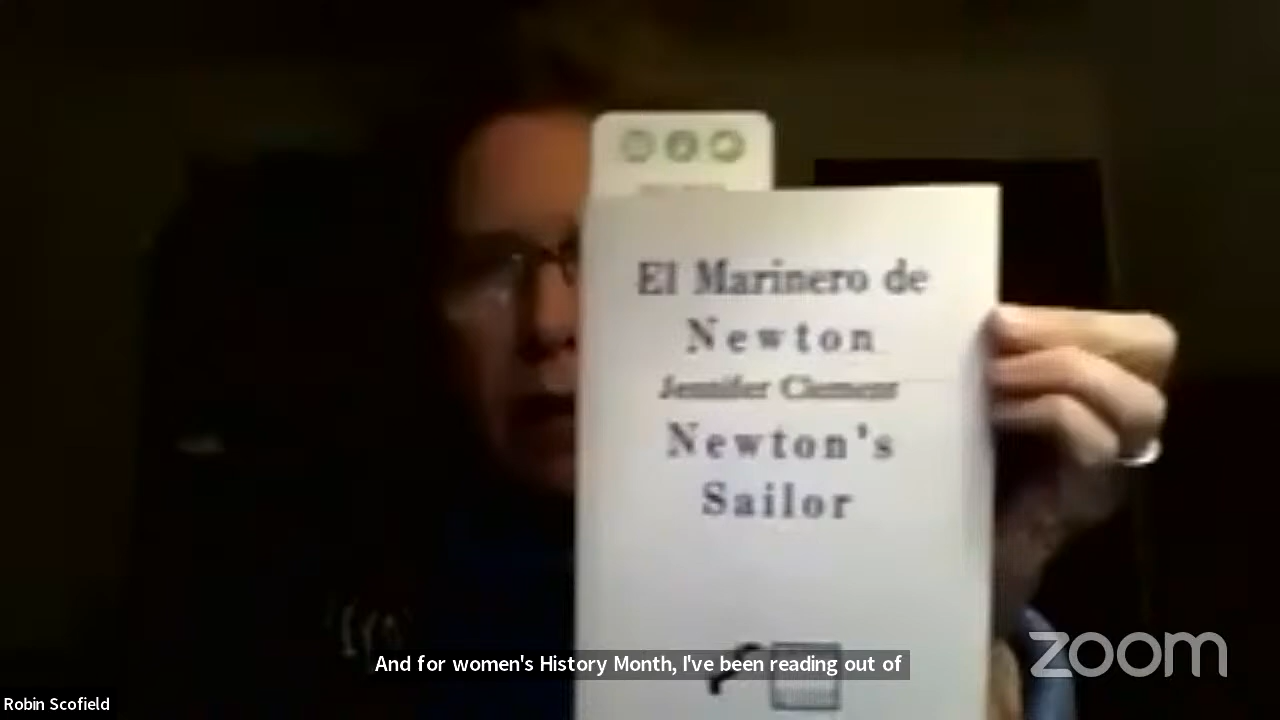 El Marinero de
Newton
Jennifer Clement
Newton's
Sailor
And for women's History Month, I've been reading out of
zoom
Robin Scofield